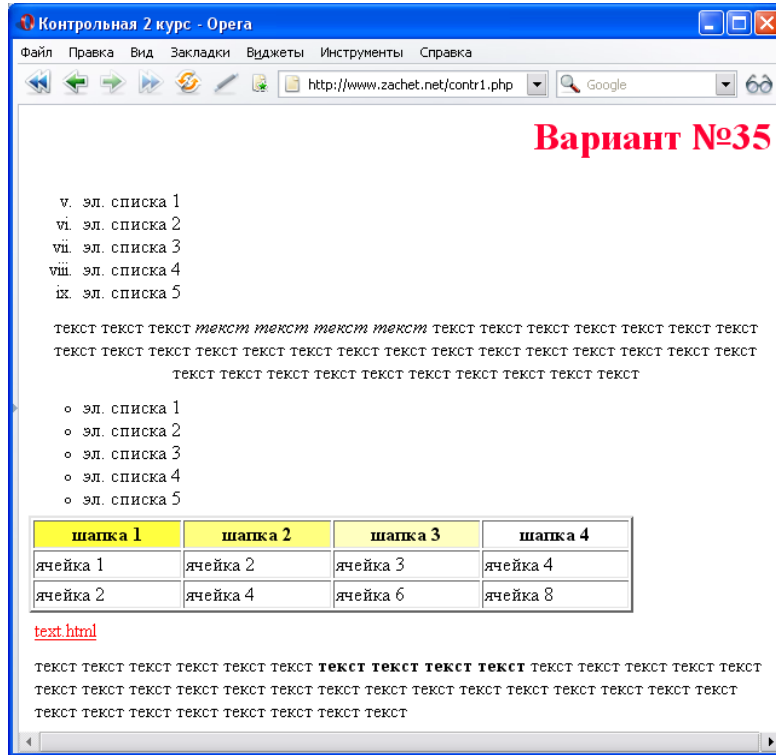 Контрольная 2 курс - Opera
Файл Правка Вид Закладки Виджеты Инструменты Справка
http://www.zachet.net/contr1.php Google
Вариант №35
v. эл. списка 1
vi. эл. списка 2
vii. эл. списка 3
viii. эл. списка 4
ix. эл. списка 5
текст текст текст текст текст текст текст текст текст текст текст текст текст текст
текст текст текст текст текст текст текст текст текст текст текст текст текст текст текст
текст текст текст текст текст текст текст текст текст текст
эл. списка 1
эл. списка 2
эл. списка 3
эл. списка 4
эл. списка 5
шапка 1 шапка 2 шапка 3 шапка 4
ячейка 1 ячейка 2 ячейка 3 ячейка 4
ячейка 2 ячейка 4 ячейка 6 ячейка 8
text.html
текст текст текст текст текст текст текст текст текст текст текст текст текст текст текст
текст текст текст текст текст текст текст текст текст текст текст текст текст текст текст
текст текст текст текст текст текст текст текст